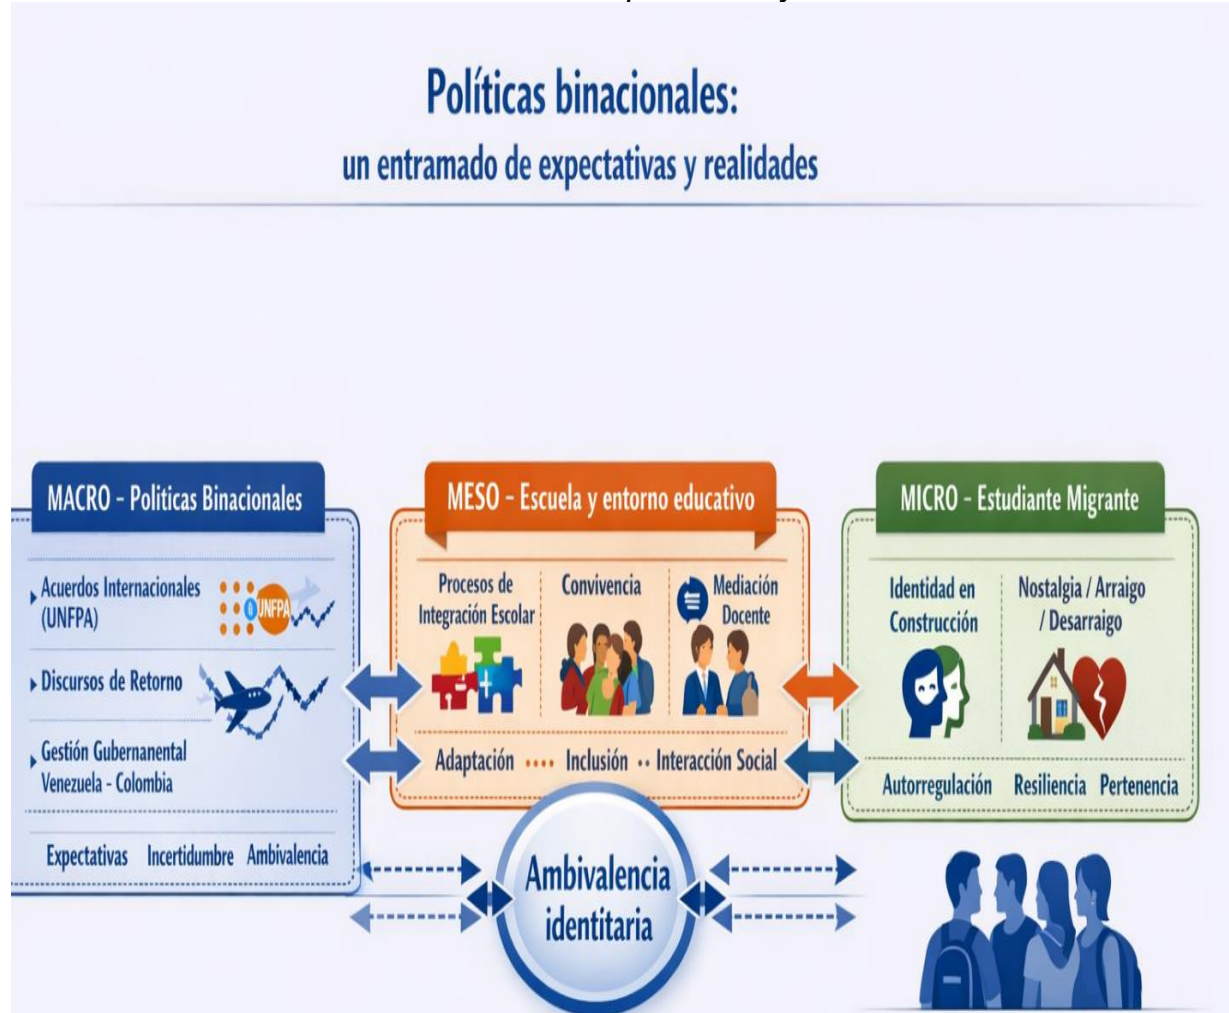 Políticas binacionales:
un entramado de expectativas y realidades
MACRO – Politicas Binacionales
Acuerdos Internacionales
(UNFPA)
UNFPA
Discursos de Retorno
Gestión Gubernanental
Venezuela - Colombia
Expectativas Incertidumbre Ambivalencia
MESO – Escuela y entorno educativo
Procesos de
Integración Escolar
Convivencia
Mediación
Docente
Adaptación •••• Inclusión •• Interacción Social
MICRO – Estudiante Migrante
Identidad en
Construcción
Nostalgia / Arraigo
/ Desarraigo
Autorregulación Resiliencia Pertenencia
Ambivalencia
identitaria